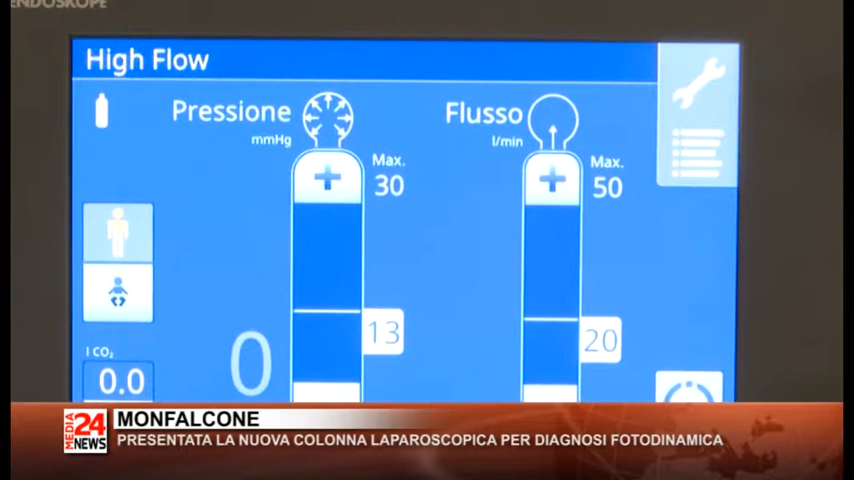 ENDOSKOPE
High Flow
Pressione
mmHg
Max.
30
Flusso
l/min
Max.
50
13
20
0
l CO₂
0.0
MEDIA
24
NEWS
MONFALCONE
PRESENTATA LA NUOVA COLONNA LAPAROSCOPICA PER DIAGNOSI FOTODINAMICA